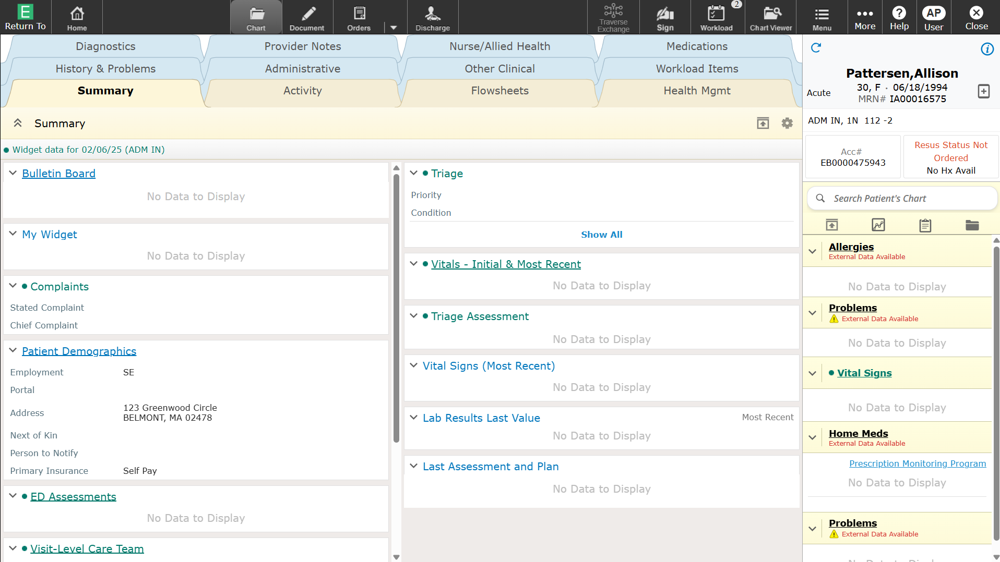 E
Return To
Home
Chart
Document
Orders
Discharge
Traverse
Exchange
Sign
2
Workload
Chart Viewer
Menu
More
?
Help
AP
User
Close
Diagnostics
Provider Notes
Nurse/Allied Health
Medications
History & Problems
Administrative
Other Clinical
Workload Items
Summary
Activity
Flowsheets
Health Mgmt
Summary
Widget data for 02/06/25 (ADM IN)
Bulletin Board
No Data to Display
My Widget
No Data to Display
Complaints
Stated Complaint
Chief Complaint
Patient Demographics
Employment SE
Portal
Address 123 Greenwood Circle
BELMONT, MA 02478
Next of Kin
Person to Notify
Primary Insurance Self Pay
ED Assessments
No Data to Display
Visit-Level Care Team
Triage
Priority
Condition
Show All
Vitals - Initial & Most Recent
No Data to Display
Triage Assessment
No Data to Display
Vital Signs (Most Recent)
No Data to Display
Lab Results Last Value Most Recent
No Data to Display
Last Assessment and Plan
No Data to Display
i
Pattersen,Allison
Acute
30, F · 06/18/1994
MRN# IA00016575
ADM IN, 1N 112 -2
Acc#
EB0000475943
Resus Status Not
Ordered
No Hx Avail
Search Patient's Chart
Allergies
External Data Available
No Data to Display
Problems
External Data Available
No Data to Display
Vital Signs
No Data to Display
Home Meds
External Data Available
Prescription Monitoring Program
No Data to Display
Problems
External Data Available